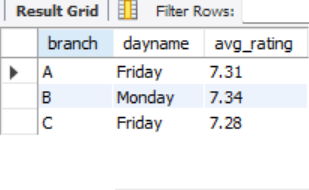 Result Grid Filter Rows:
branch dayname avg_rating
A Friday 7.31
B Monday 7.34
C Friday 7.28